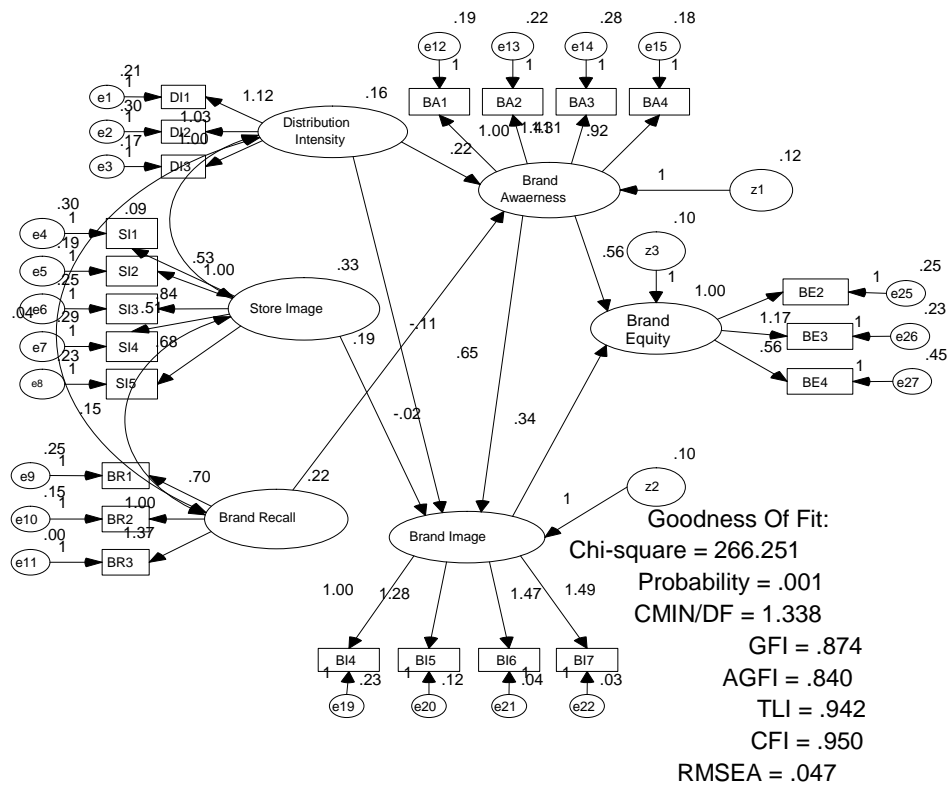 .19
.22
.28
.18
e12
e13
e14
e15
1
1
1
1
BA1
BA2
BA3
BA4
.21
1
e1
DI1
1.12
.16
.30
1
e2
DI2
1.03
Distribution
Intensity
1.00
.17
1
e3
DI3
1.00
1.31
.92
.22
Brand
Awaerness
1
.12
z1
.30
1
e4
.09
SI1
.19
1
e5
SI2
.53
1.00
.33
.25
1
e6
SI3
.84
Store Image
.04
.29
1
e7
SI4
.51
.68
.23
1
e8
SI5
.15
.19
-.11
.65
-.02
.10
z3
1
.56
Brand
Equity
1.00
1.17
.56
BE2
1
.25
e25
BE3
1
.23
e26
BE4
1
.45
e27
.34
.25
1
e9
BR1
.70
.22
.15
1
e10
BR2
1.00
Brand Recall
.00
1
e11
BR3
1.37
.10
z2
1
Brand Image
1.00
1.28
1.47
1.49
BI4
BI5
BI6
BI7
1
.23
1
.12
1
.04
1
.03
e19
e20
e21
e22
Goodness Of Fit:
Chi-square = 266.251
Probability = .001
CMIN/DF = 1.338
GFI = .874
AGFI = .840
TLI = .942
CFI = .950
RMSEA = .047